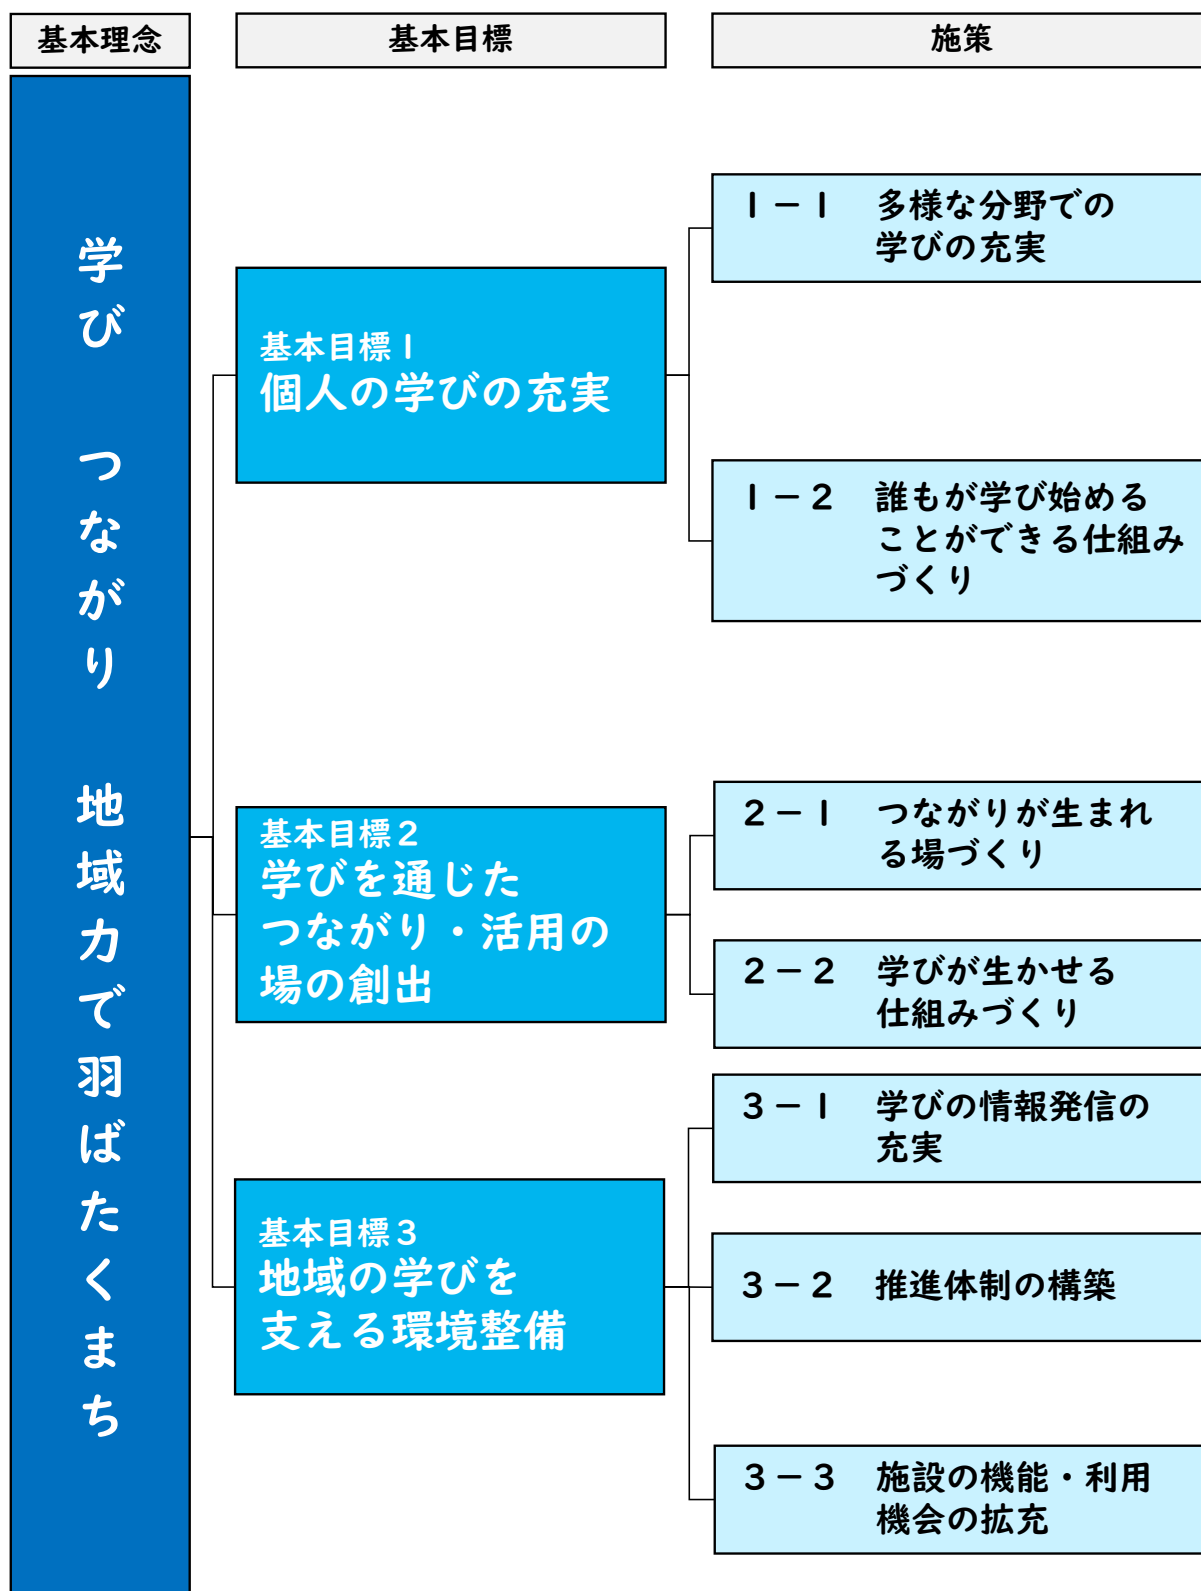 基本理念
基本目標
施策
学び つながり 地域力で羽ばたくまち
基本目標1
個人の学びの充実
1－1 多様な分野での
学びの充実
1－2 誰もが学び始める
ことができる仕組み
づくり
基本目標2
学びを通じた
つながり・活用の
場の創出
2－1 つながりが生まれ
る場づくり
2－2 学びが生かせる
仕組みづくり
基本目標3
地域の学びを
支える環境整備
3－1 学びの情報発信の
充実
3－2 推進体制の構築
3－3 施設の機能・利用
機会の拡充